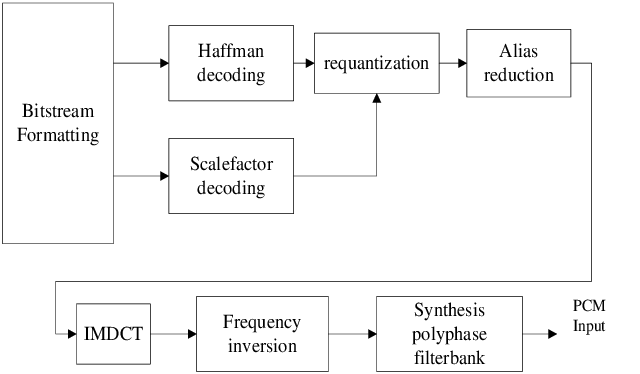 Bitstream
Formatting
Haffman
decoding
Scalefactor
decoding
requantization
Alias
reduction
IMDCT
Frequency
inversion
Synthesis
polyphase
filterbank
PCM
Input